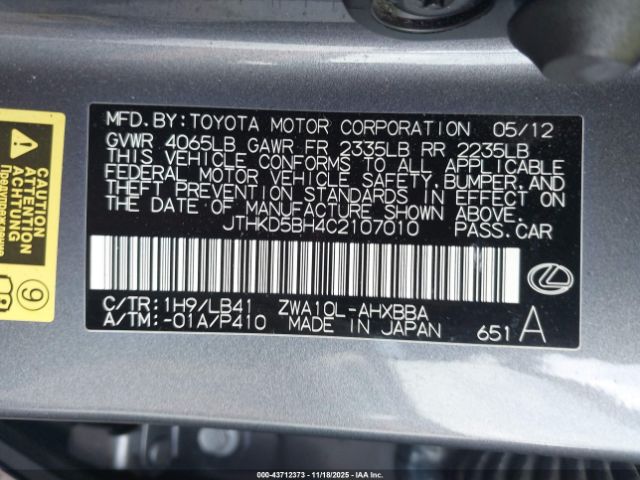 MFD.BY:TOYOTA MOTOR CORPORATION 05/12
GVWR 4065LB GAWR FR 2335LB RR 2235LB
THIS VEHICLE CONFORMS TO ALL APPLICABLE
FEDERAL MOTOR VEHICLE SAFETY,BUMPER,AND
THEFT PREVENTION STANDARDS IN EFFECT ON
THE DATE OF MANUFACTURE SHOWN ABOVE.
JTHKD5BH4C2107010 PASS.CAR
C/TR:1H9/LB41 ZWA10L-AHXBBA
A/TM:-01A/P410 MADE IN JAPAN 651 A
ACHTUNG
ATTENTION
CAUTION
9
000-43712373 | 11/18/2025 - IAA Inc.